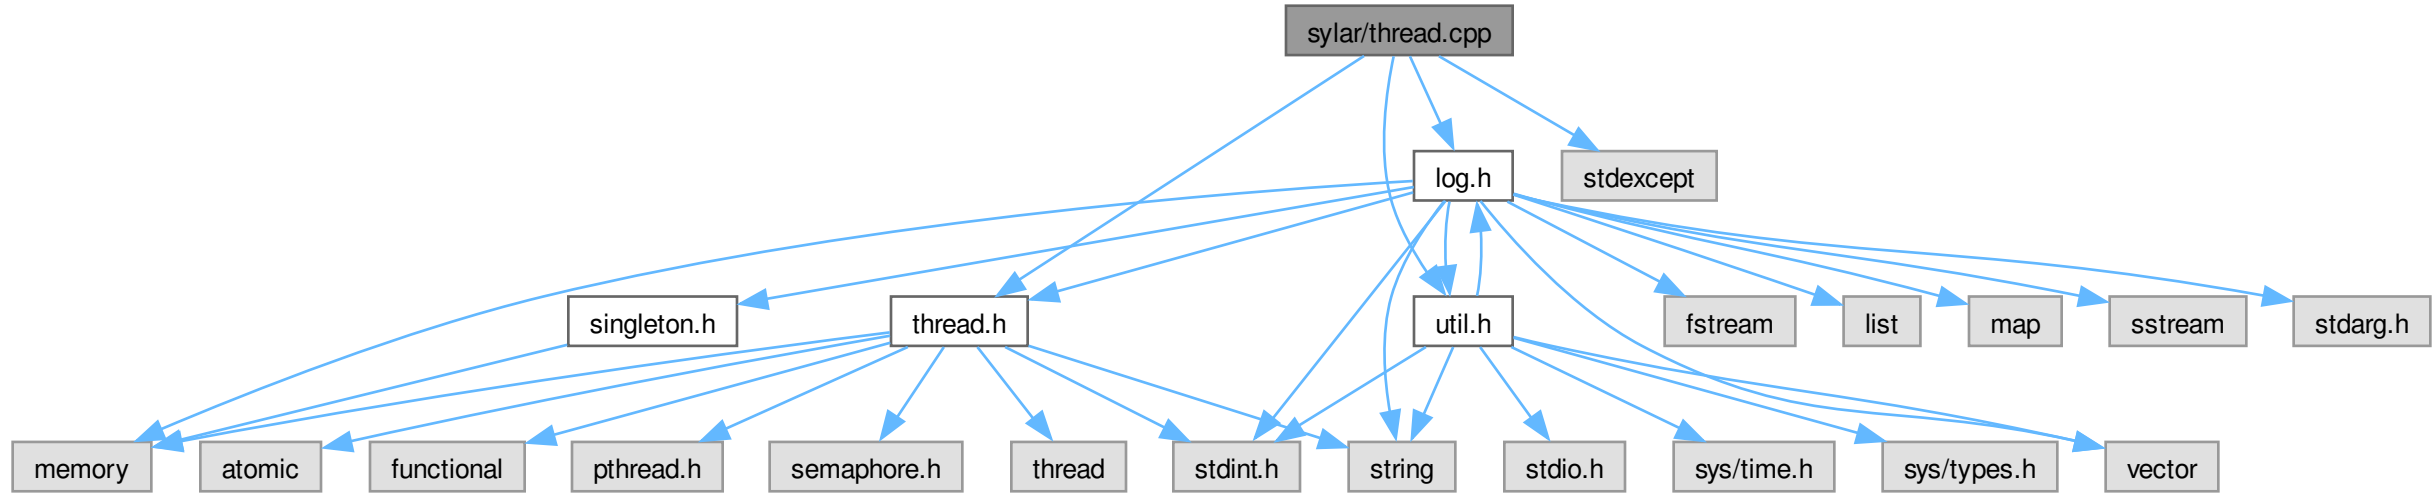 sylar/thread.cpp
log.h
stdexcept
singleton.h
thread.h
util.h
fstream
list
map
sstream
stdarg.h
memory
atomic
functional
pthread.h
semaphore.h
thread
stdint.h
string
stdio.h
sys/time.h
sys/types.h
vector